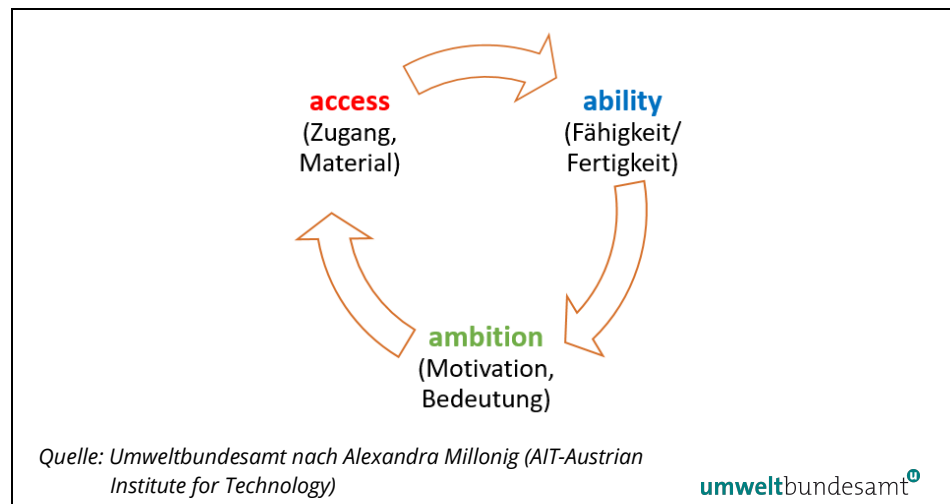 access
(Zugang,
Material)
ability
(Fähigkeit/
Fertigkeit)
ambition
(Motivation,
Bedeutung)
Quelle: Umweltbundesamt nach Alexandra Millonig (AIT-Austrian
Institute for Technology)
umweltbundesamt u